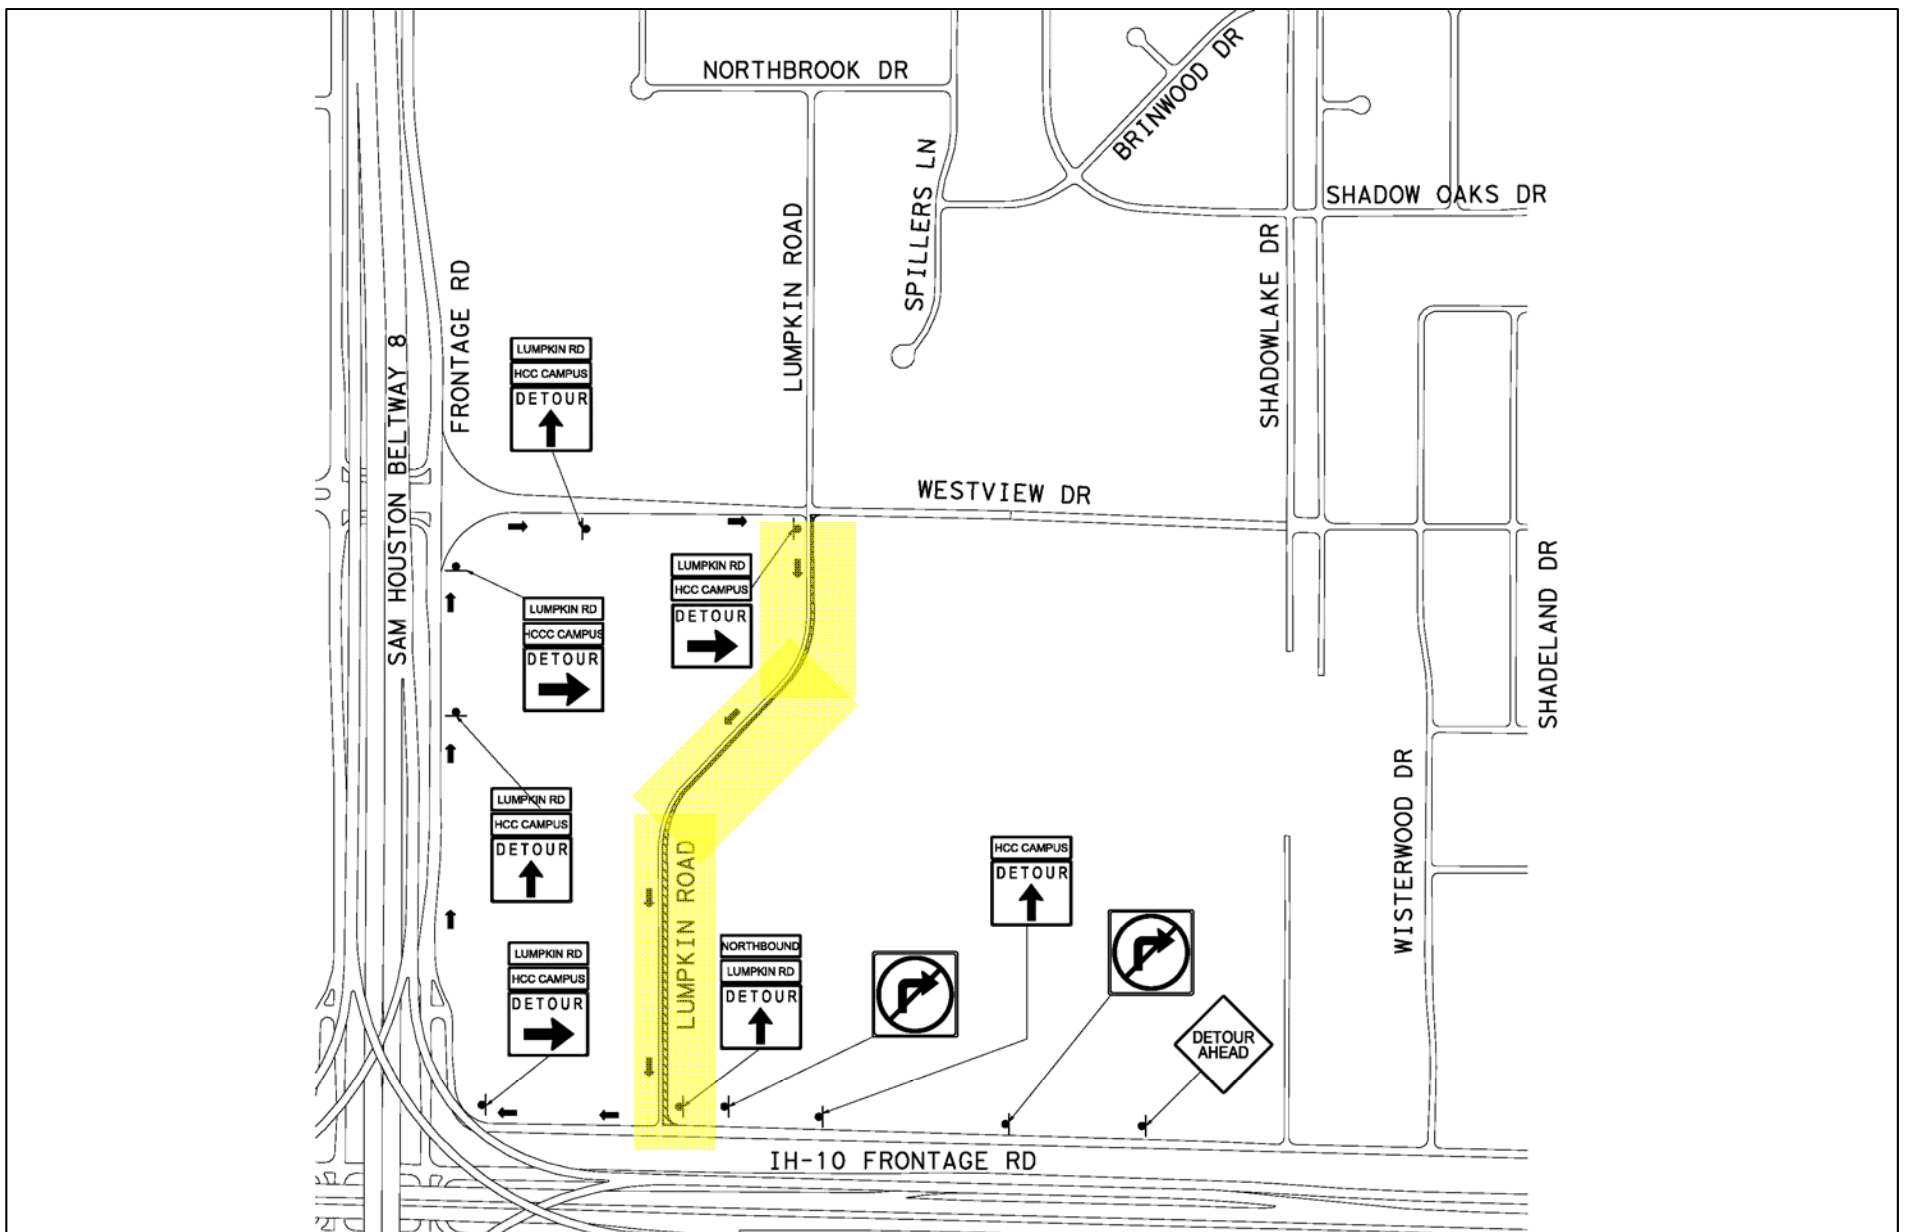 NORTHBROOK DR
BRINWOOD DR
SPILLERS LN
SHADOW OAKS DR
LUMPKIN ROAD
SHADOWLAKE DR
FRONTAGE RD
SAM HOUSTON BELTWAY 8
LUMPKIN RD
HCC CAMPUS
DETOUR
WESTVIEW DR
LUMPKIN RD
HCC CAMPUS
DETOUR
LUMPKIN RD
HCCC CAMPUS
DETOUR
SHADELAND DR
WISTERWOOD DR
LUMPKIN RD
HCC CAMPUS
DETOUR
LUMPKIN ROAD
HCC CAMPUS
DETOUR
LUMPKIN RD
HCC CAMPUS
DETOUR
NORTHBOUND
LUMPKIN RD
DETOUR
DETOUR
AHEAD
IH-10 FRONTAGE RD